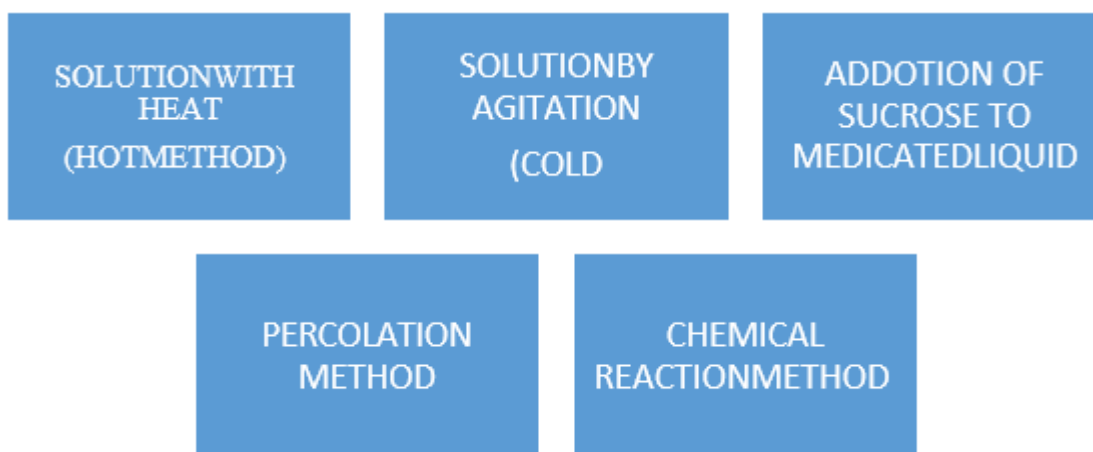 SOLUTIONWITH
HEAT
(HOTMETHOD)
SOLUTIONBY
AGITATION
(COLD
ADDOTION OF
SUCROSE TO
MEDICATEDLIQUID
PERCOLATION
METHOD
CHEMICAL
REACTIONMETHOD